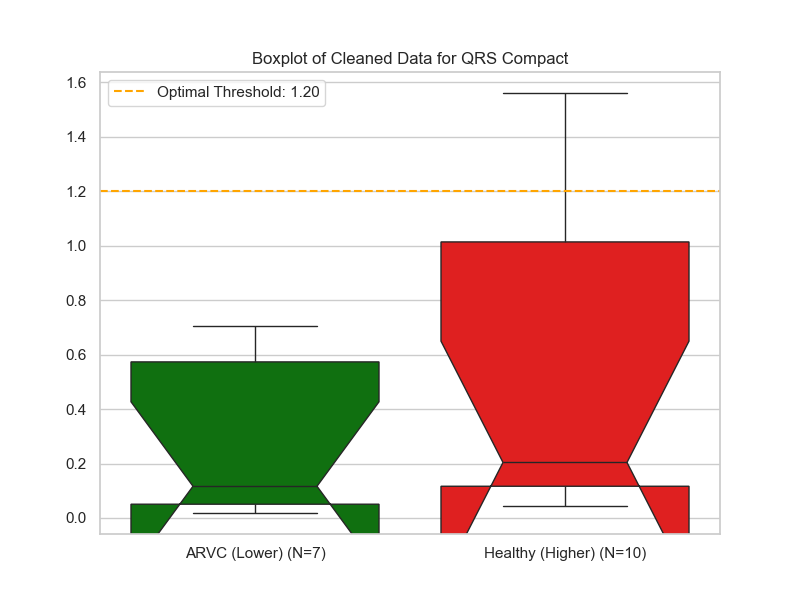 Boxplot of Cleaned Data for QRS Compact
Optimal Threshold: 1.20
1.6
1.4
1.2
1.0
0.8
0.6
0.4
0.2
0.0
ARVC (Lower) (N=7)
Healthy (Higher) (N=10)